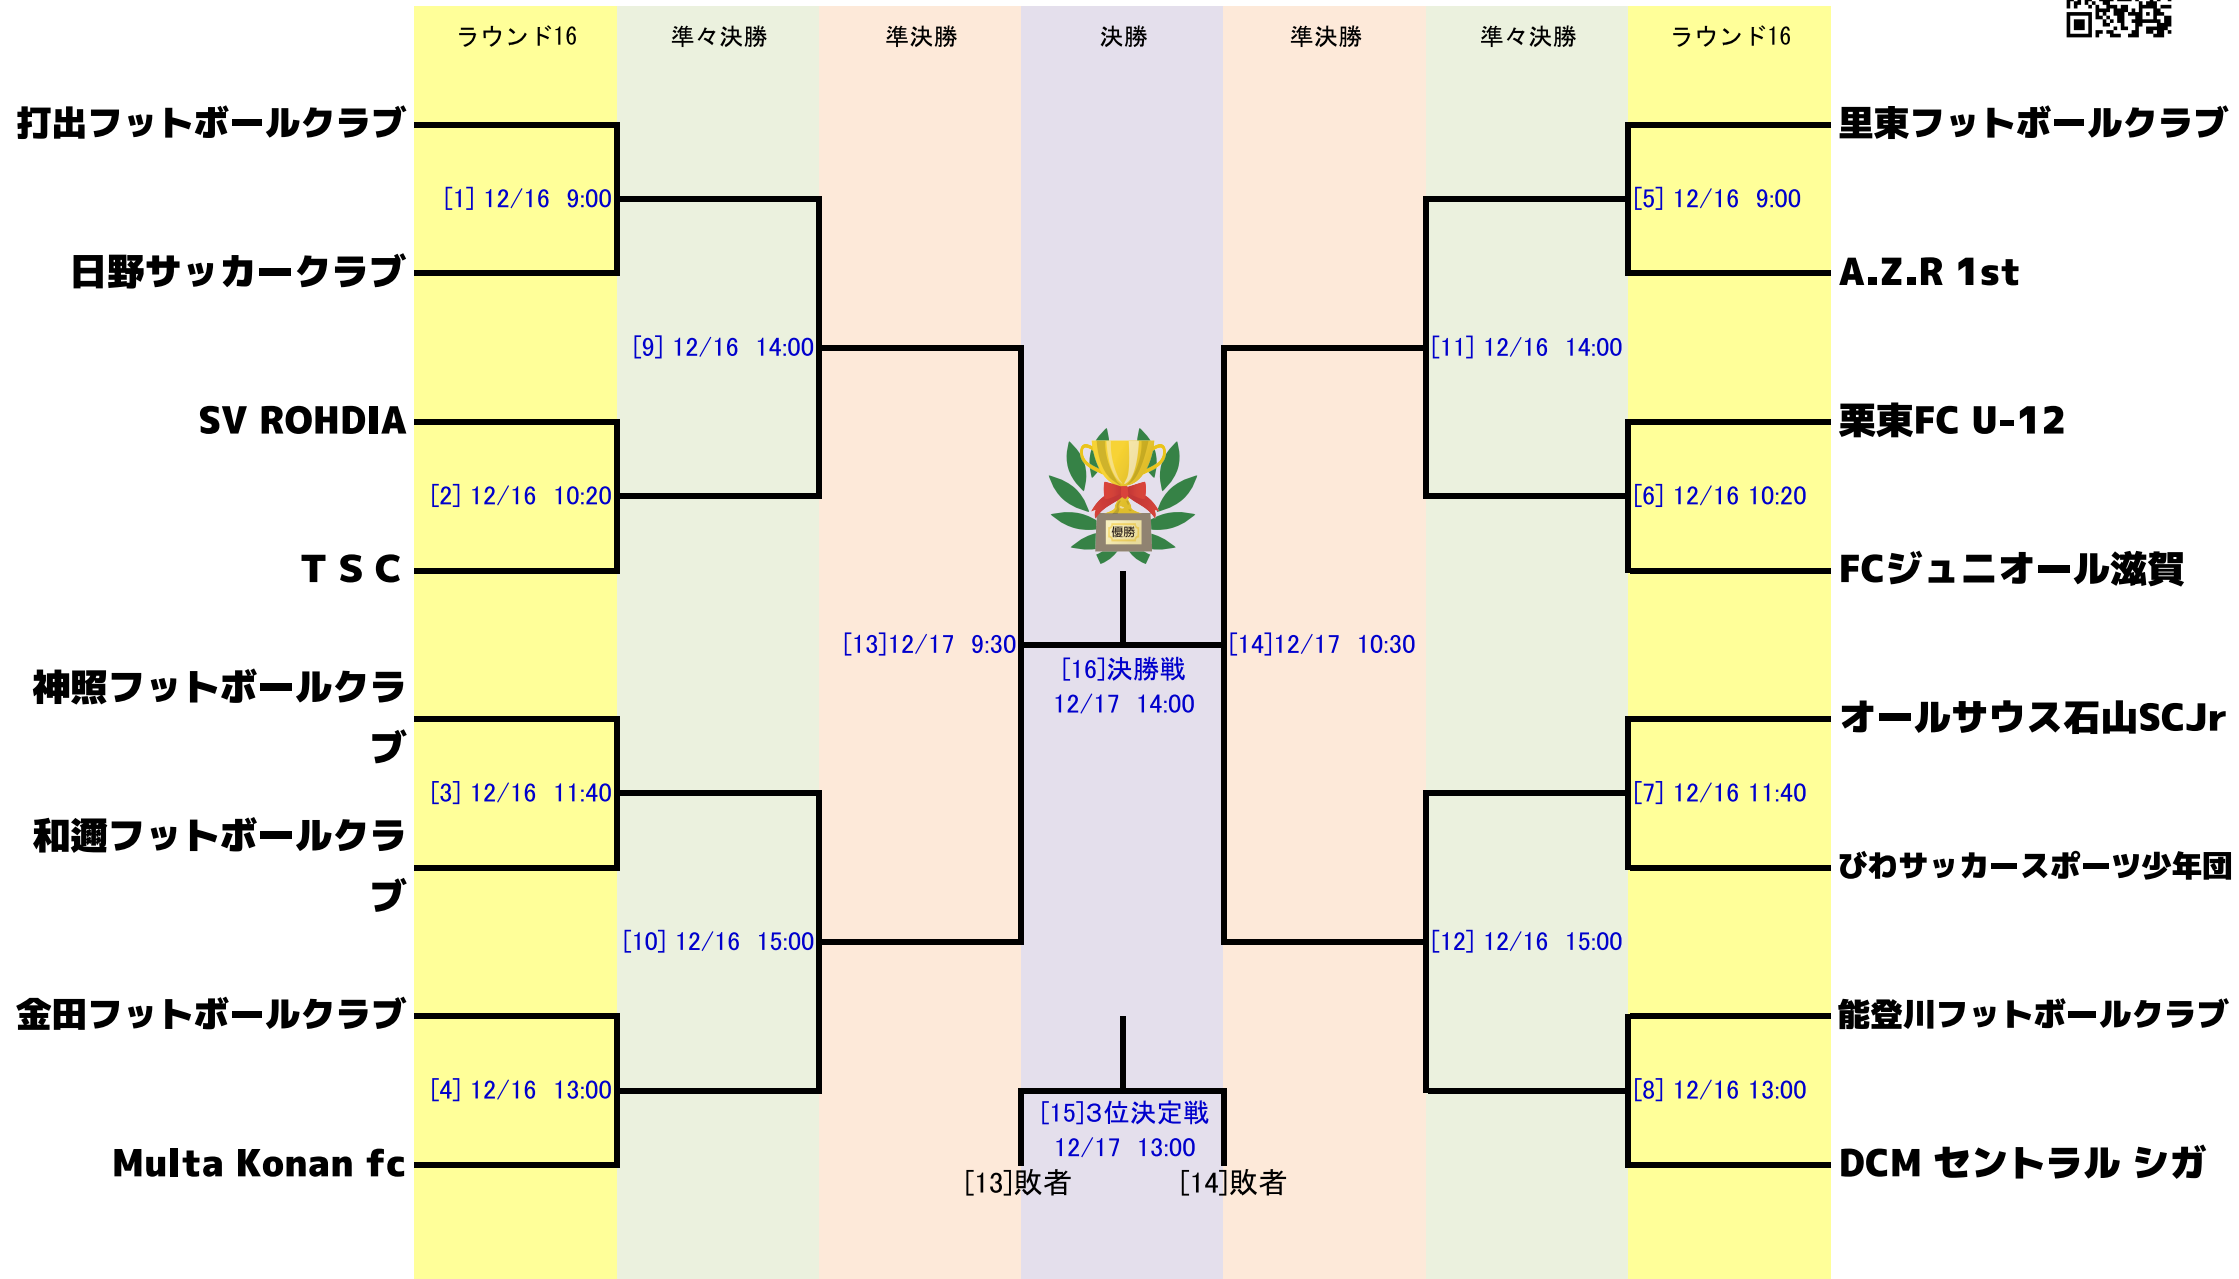 ラウンド16 準々決勝 準決勝 決勝 準決勝 準々決勝 ラウンド16
打出フットボールクラブ
[1] 12/16 9:00
日野サッカークラブ
[9] 12/16 14:00
SV ROHDIA
[2] 12/16 10:20
T S C
[13]12/17 9:30
神照フットボールクラ
ブ
[3] 12/16 11:40
和邇フットボールクラ
ブ
[10] 12/16 15:00
金田フットボールクラブ
[4] 12/16 13:00
Multa Konan fc
優勝
[16]決勝戦
12/17 14:00
[15]3位決定戦
12/17 13:00
[13]敗者 [14]敗者
里東フットボールクラブ
[5] 12/16 9:00
A.Z.R 1st
[11] 12/16 14:00
栗東FC U-12
[6] 12/16 10:20
FCジュニオール滋賀
[14]12/17 10:30
オールサウス石山SCJr
[7] 12/16 11:40
びわサッカースポーツ少年団
[12] 12/16 15:00
能登川フットボールクラブ
[8] 12/16 13:00
DCM セントラル シガ